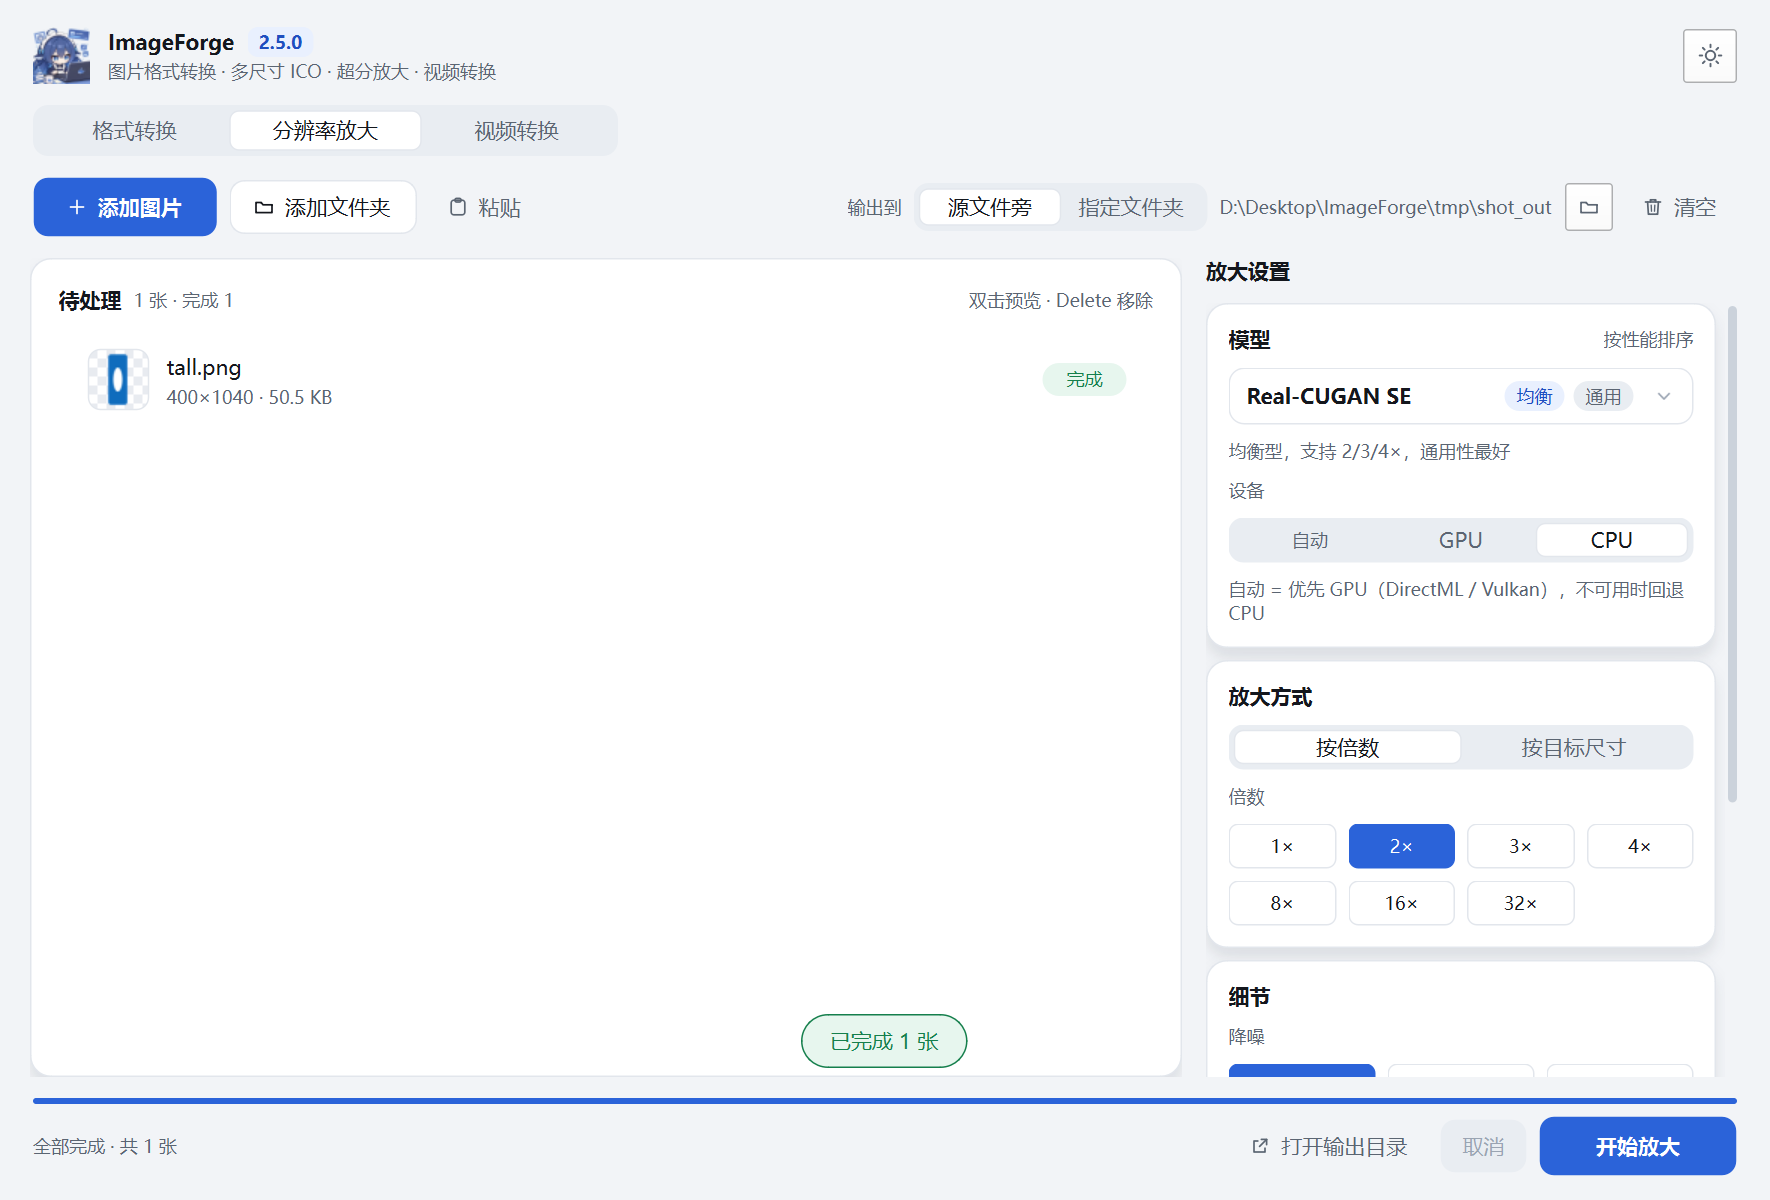 ImageForge 2.5.0
图片格式转换 · 多尺寸 ICO · 超分放大 · 视频转换
格式转换 分辨率放大 视频转换
添加图片 添加文件夹 粘贴 输出到 源文件旁 指定文件夹 D:\Desktop\ImageForge\tmp\shot_out 清空
待处理 1 张 · 完成 1 双击预览 · Delete 移除
tall.png
400×1040 · 50.5 KB
完成
已完成 1 张
放大设置
模型 按性能排序
Real-CUGAN SE 均衡 通用
均衡型，支持 2/3/4×，通用性最好
设备
自动 GPU CPU
自动 = 优先 GPU（DirectML / Vulkan），不可用时回退
CPU
放大方式
按倍数 按目标尺寸
倍数
1× 2× 3× 4×
8× 16× 32×
细节
降噪
全部完成 · 共 1 张 打开输出目录 取消 开始放大